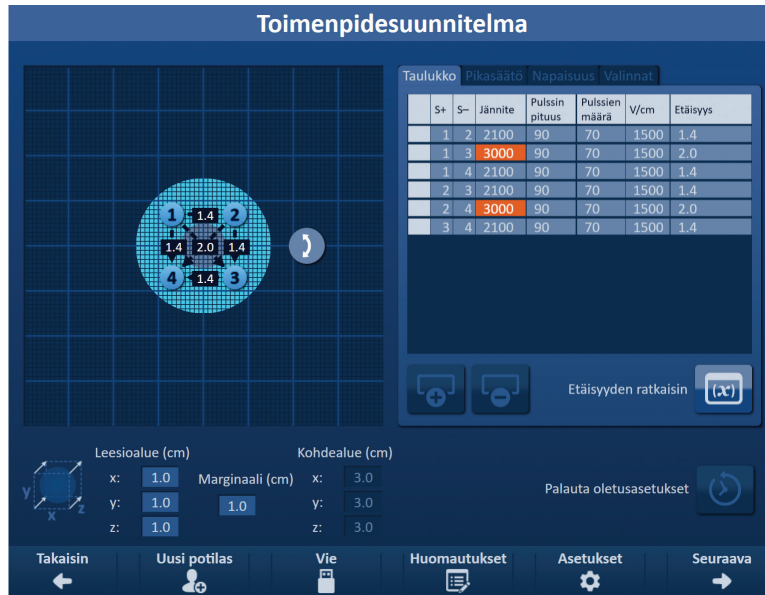 Toimenpidesuunnitelma
Taulukko Pikasäätö Napaisuus Valinnat
S+ S– Jännite Pulssin pituus Pulssien määrä V/cm Etäisyys
1 2 2100 90 70 1500 1.4
1 3 3000 90 70 1500 2.0
1 4 2100 90 70 1500 1.4
2 3 2100 90 70 1500 1.4
2 4 3000 90 70 1500 2.0
3 4 2100 90 70 1500 1.4
1 1.4 2
1.4 2.0 1.4
4 1.4 3
Etäisyyden ratkaisin (x)
Leesioalue (cm) Kohdealue (cm)
x: 1.0 Marginaali (cm) x: 3.0
y: 1.0 1.0 y: 3.0
z: 1.0 z: 3.0
y x z
Palauta oletusasetukset
Takaisin Uusi potilas Vie Huomautukset Asetukset Seuraava